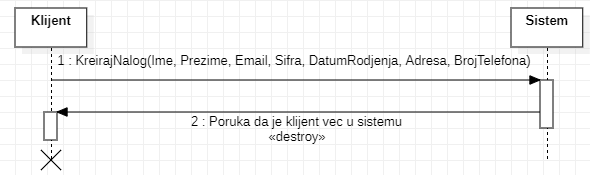 Klijent
Sistem
1 : KreirajNalog(Ime, Prezime, Email, Sifra, DatumRodjenja, Adresa, BrojTelefona)
2 : Poruka da je klijent vec u sistemu
«destroy»